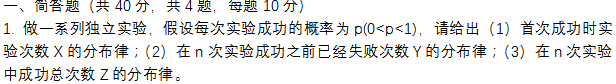 一、简答题（共 40 分，共 4 题，每题 10 分）
1. 做一系列独立实验，假设每次实验成功的概率为 p(0<p<1)，请给出（1）首次成功时实
验次数 X 的分布律；（2）在 n 次实验成功之前已经失败次数 Y 的分布律；（3）在 n 次实验
中成功总次数 Z 的分布律。